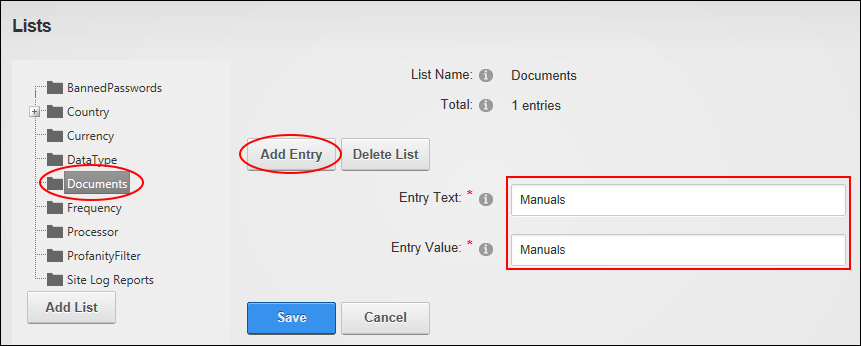 Lists
BannedPasswords
Country
Currency
DataType
Documents
Frequency
Processor
ProfanityFilter
Site Log Reports
Add List
List Name: Documents
Total: 1 entries
Add Entry Delete List
Entry Text: * Manuals
Entry Value: * Manuals
Save Cancel